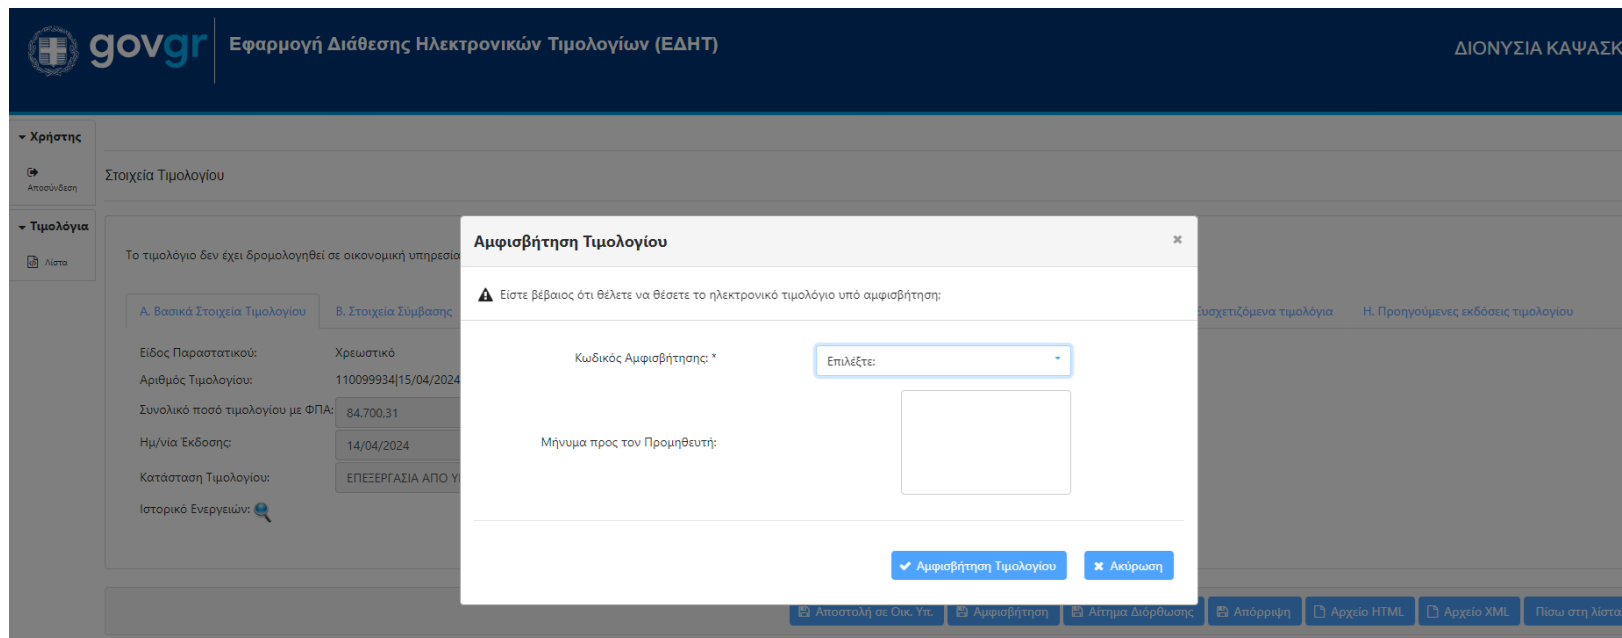 govgr Εφαρμογή Διάθεσης Ηλεκτρονικών Τιμολογίων (ΕΔΗΤ) ΔΙΟΝΥΣΙΑ ΚΑΨΑΣΚ
Χρήστης
Αποσύνδεση
Στοιχεία Τιμολογίου
Τιμολόγια
Λίστα
Το τιμολόγιο δεν έχει δρομολογηθεί σε οικονομική υπηρεσία
Α. Βασικά Στοιχεία Τιμολογίου Β. Στοιχεία Σύμβασης Συσχετιζόμενα τιμολόγια Η. Προηγούμενες εκδόσεις τιμολογίου
Είδος Παραστατικού: Χρεωστικό
Αριθμός Τιμολογίου: 110099934|15/04/2024
Συνολικό ποσό τιμολογίου με ΦΠΑ: 84.700,31
Ημ/νία Έκδοσης: 14/04/2024
Κατάσταση Τιμολογίου: ΕΠΕΞΕΡΓΑΣΙΑ ΑΠΟ Υ
Ιστορικό Ενεργειών:
Αμφισβήτηση Τιμολογίου
Είστε βέβαιος ότι θέλετε να θέσετε το ηλεκτρονικό τιμολόγιο υπό αμφισβήτηση;
Κωδικός Αμφισβήτησης: * Επιλέξτε:
Μήνυμα προς τον Προμηθευτή:
Αμφισβήτηση Τιμολογίου Ακύρωση
Αποστολή σε Οικ. Υπ. Αμφισβήτηση Αίτημα Διόρθωσης Απόρριψη Αρχείο HTML Αρχείο XML Πίσω στη λίστα